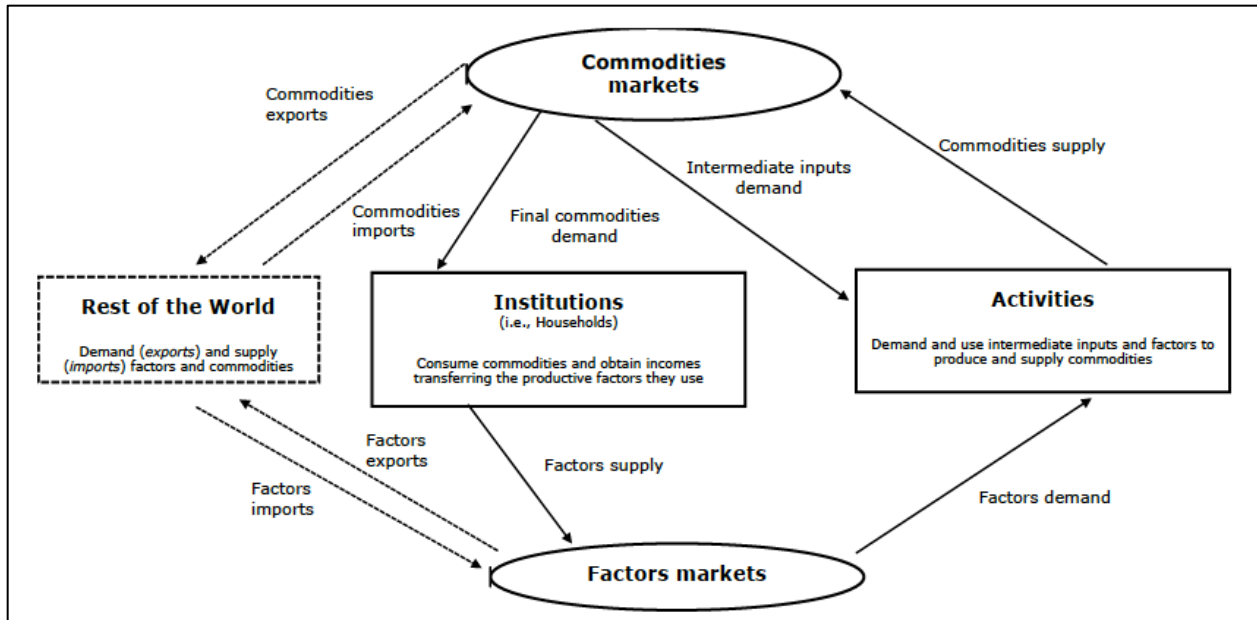 Commodities
markets
Commodities
exports
Commodities supply
Intermediate inputs
demand
Commodities
imports
Final commodities
demand
Rest of the World
Demand (exports) and supply
(imports) factors and commodities
Institutions
(i.e., Households)
Consume commodities and obtain incomes
transferring the productive factors they use
Activities
Demand and use intermediate inputs and factors to
produce and supply commodities
Factors
exports
Factors supply
Factors
imports
Factors demand
Factors markets